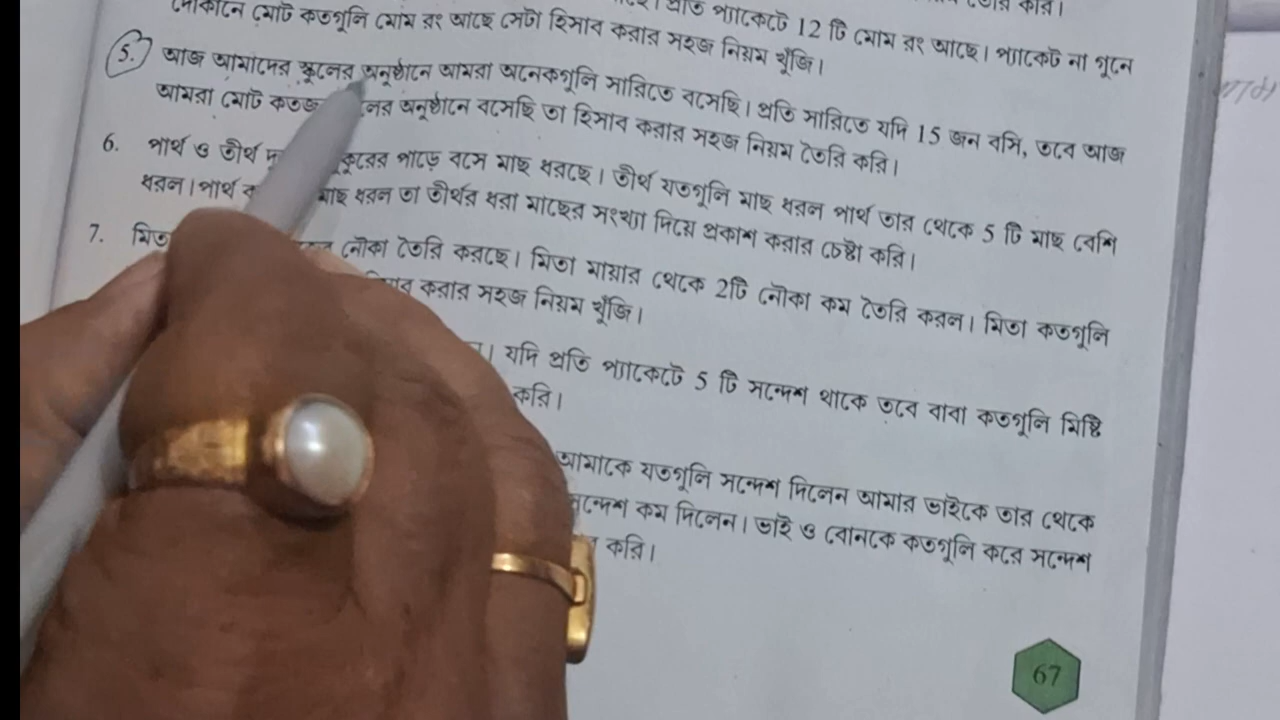 প্রতি প্যাকেটে 12 টি মোম রং আছে। প্যাকেট না গুনে
দোকানে মোট কতগুলি মোম রং আছে সেটা হিসাব করার সহজ নিয়ম খুঁজি।
5. আজ আমাদের স্কুলের অনুষ্ঠানে আমরা অনেকগুলি সারিতে বসেছি। প্রতি সারিতে যদি 15 জন বসি, তবে আজ
আমরা মোট অনুষ্ঠানে বসেছি তা হিসাব করার সহজ নিয়ম তৈরি করি।
6. পার্থ ও তীর্থ পাড়ে বসে মাছ ধরছে। তীর্থ যতগুলি মাছ ধরল পার্থ তার থেকে 5 টি মাছ বেশি
ধরল। পার্থ মাছ ধরল তা তীর্থর ধরা মাছের সংখ্যা দিয়ে প্রকাশ করার চেষ্টা করি।
7. নৌকা তৈরি করছে। মিতা মায়ার থেকে 2টি নৌকা কম তৈরি করল। মিতা কতগুলি
করার সহজ নিয়ম খুঁজি।
যদি প্রতি প্যাকেটে 5 টি সন্দেশ থাকে তবে বাবা কতগুলি মিষ্টি
করি।
আমাকে যতগুলি সন্দেশ দিলেন আমার ভাইকে তার থেকে
সন্দেশ কম দিলেন। ভাই ও বোনকে কতগুলি করে সন্দেশ
করি।
67